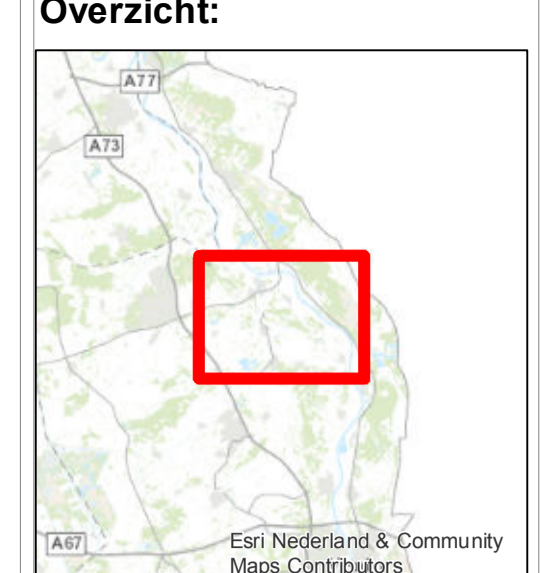 Overzicht:
A77
A73
A67
Esri Nederland & Community
Maps Contributors